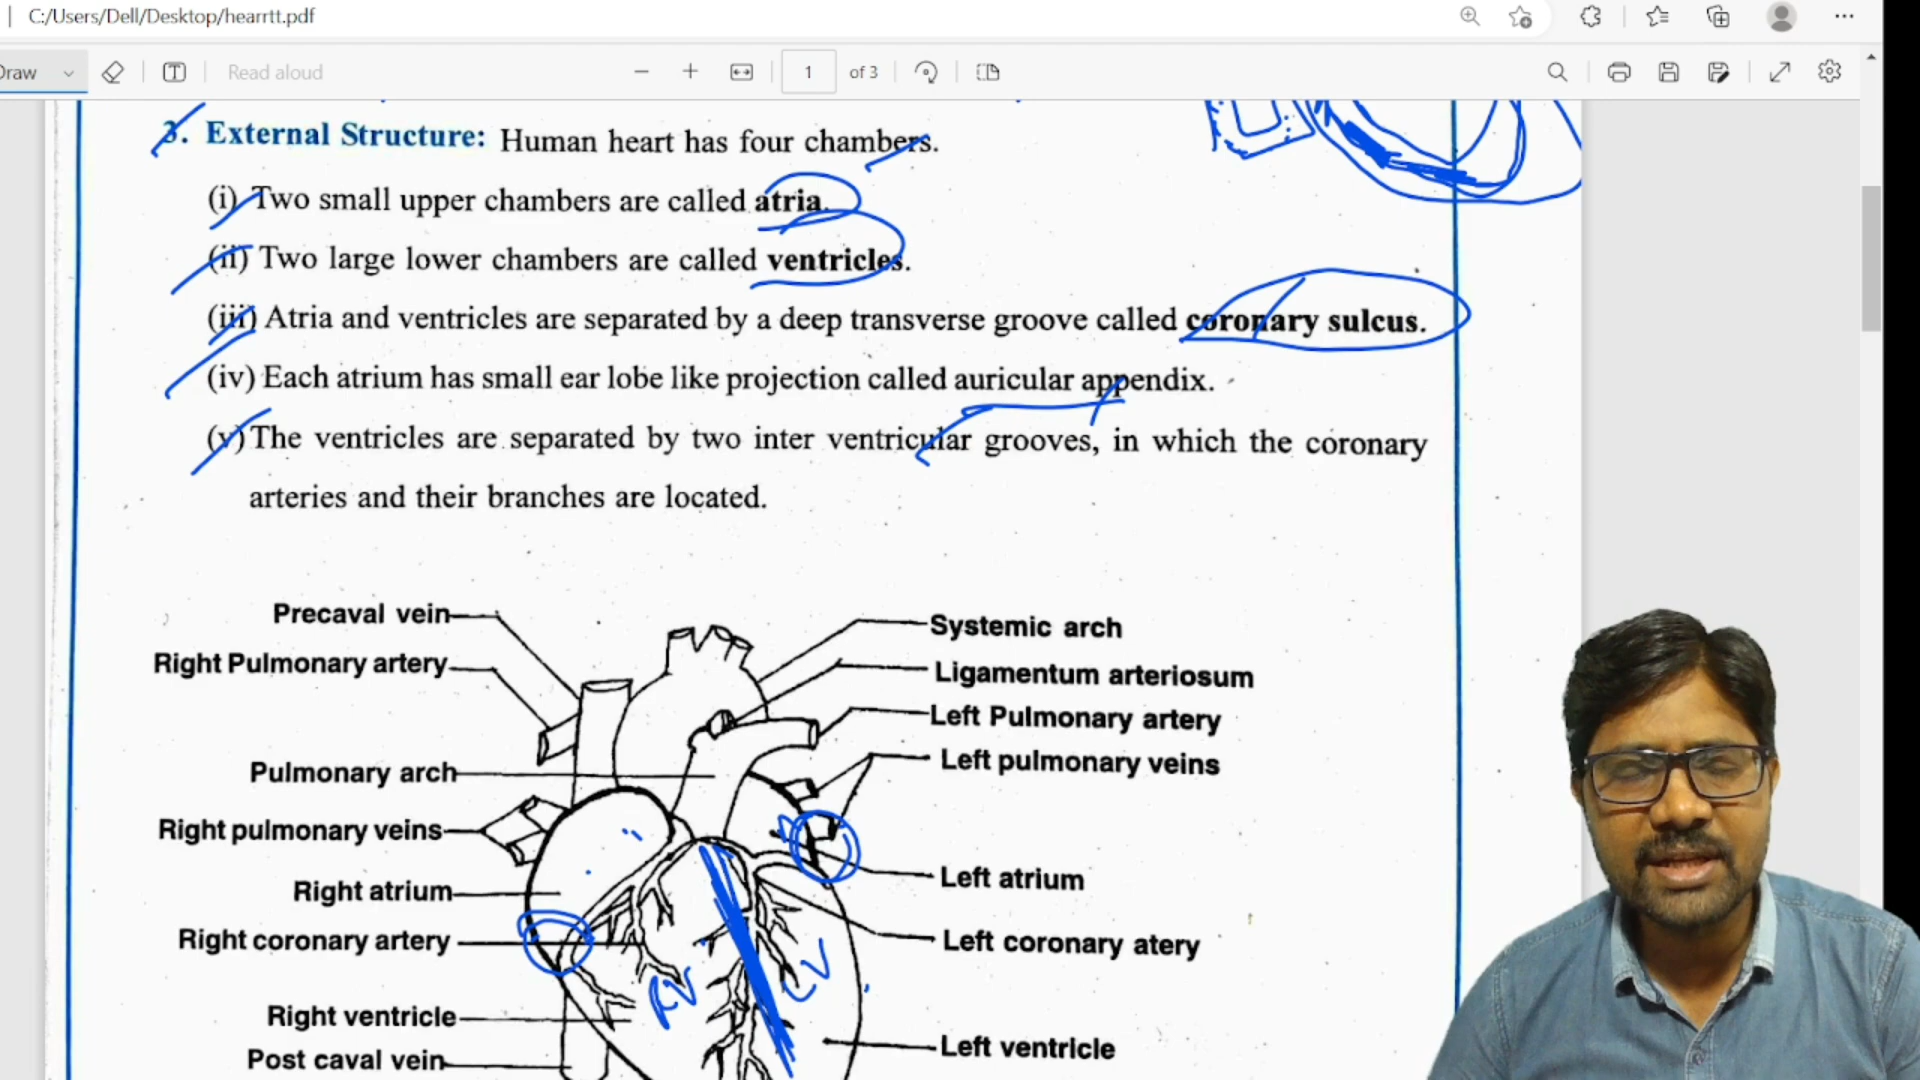 C:/Users/Dell/Desktop/hearrtt.pdf
Draw
Read aloud
1 of 3
3. External Structure: Human heart has four chambers.
(i) Two small upper chambers are called atria.
(ii) Two large lower chambers are called ventricles.
(iii) Atria and ventricles are separated by a deep transverse groove called coronary sulcus.
(iv) Each atrium has small ear lobe like projection called auricular appendix.
(v) The ventricles are separated by two inter ventricular grooves, in which the coronary
arteries and their branches are located.
Precaval vein
Right Pulmonary artery
Pulmonary arch
Right pulmonary veins
Right atrium
Right coronary artery
Right ventricle
Post caval vein
Systemic arch
Ligamentum arteriosum
Left Pulmonary artery
Left pulmonary veins
Left atrium
Left coronary atery
Left ventricle
RV
LV